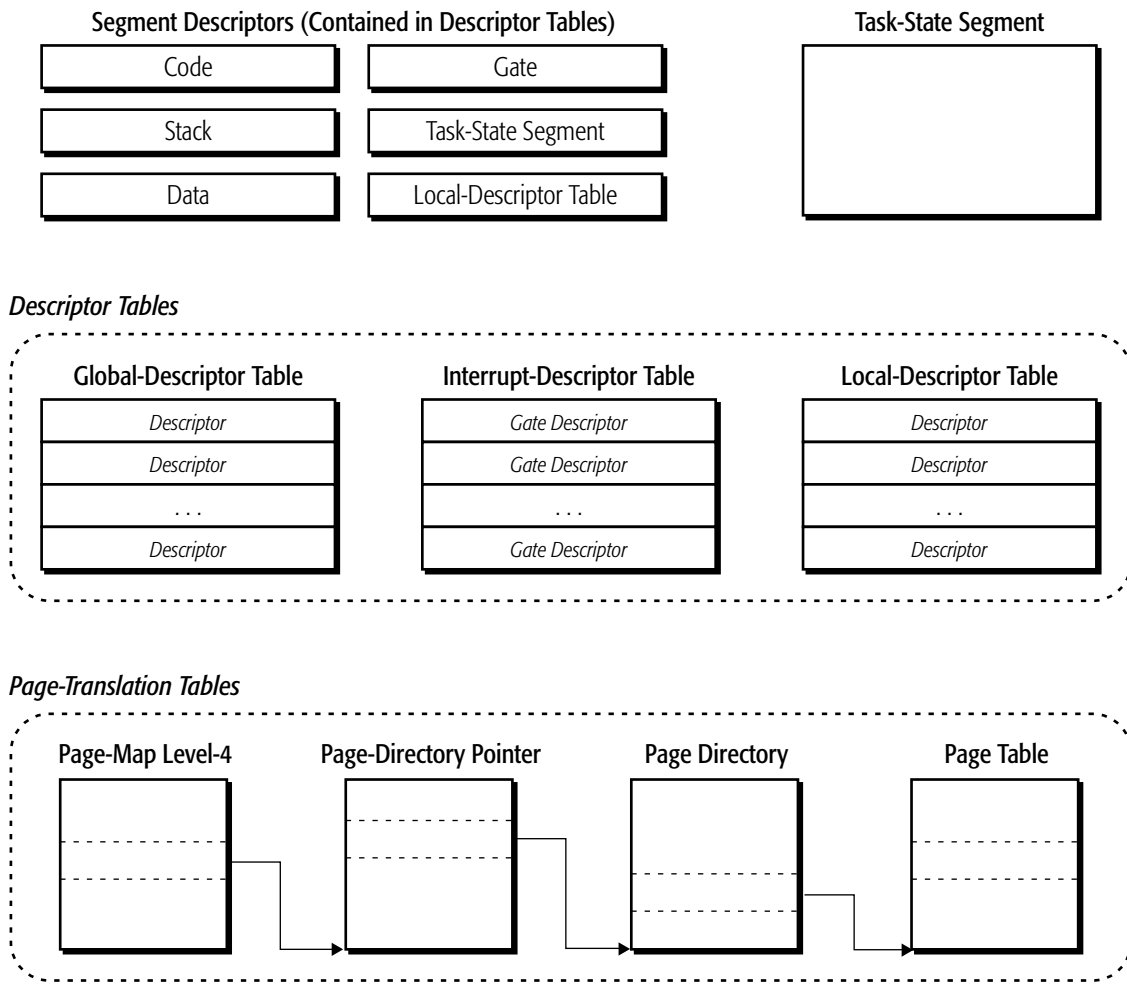 Segment Descriptors (Contained in Descriptor Tables)
Task-State Segment
Code
Gate
Stack
Task-State Segment
Data
Local-Descriptor Table
Descriptor Tables
Global-Descriptor Table
Interrupt-Descriptor Table
Local-Descriptor Table
Descriptor
Gate Descriptor
Descriptor
Descriptor
Gate Descriptor
Descriptor
. . .
. . .
. . .
Descriptor
Gate Descriptor
Descriptor
Page-Translation Tables
Page-Map Level-4
Page-Directory Pointer
Page Directory
Page Table